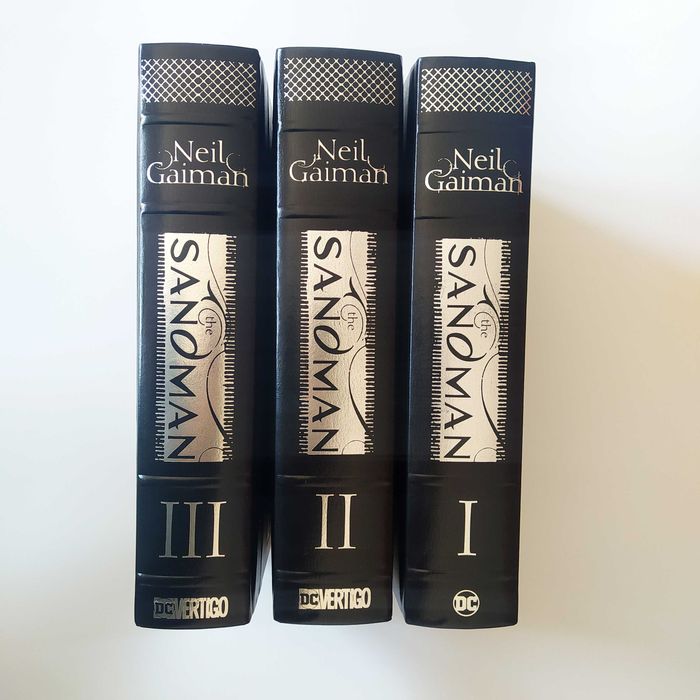 Neil
Gaiman
the
SANDMAN
III
DC VERTIGO
Neil
Gaiman
the
SANDMAN
II
DC VERTIGO
Neil
Gaiman
the
SANDMAN
I
DC